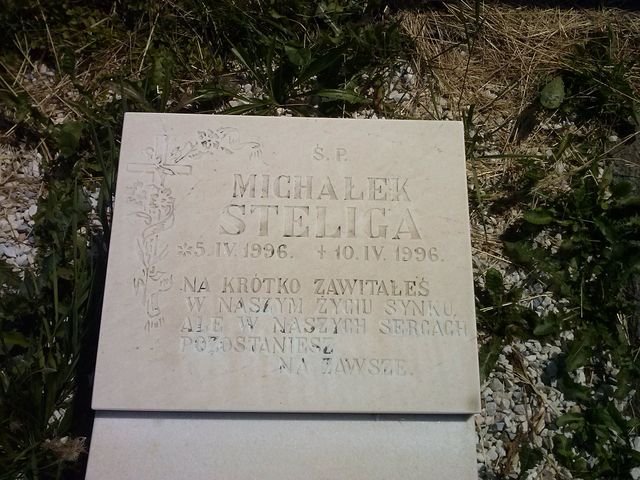 Ś. P.
MICHAŁEK
STELIGA
*5. IV. 1996. +10. IV. 1996.
NA KRÓTKO ZAWITAŁEŚ
W NASZYM ŻYCIU SYNKU,
ALE W NASZYCH SERCACH
POZOSTANIESZ
NA ZAWSZE.